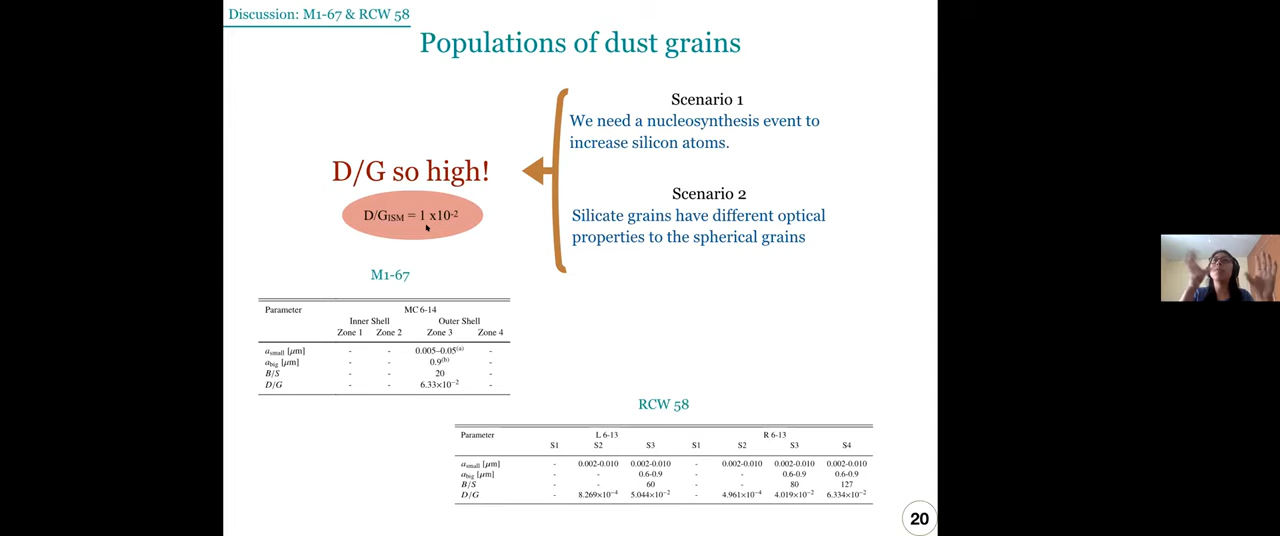 Discussion: M1-67 & RCW 58
Populations of dust grains
Scenario 1
We need a nucleosynthesis event to
increase silicon atoms.
D/G so high!
D/GISM = 1 x10-2
Scenario 2
Silicate grains have different optical
properties to the spherical grains
M1-67
Parameter MC 6-14
Inner Shell Outer Shell
Zone 1 Zone 2 Zone 3 Zone 4
asmall [μm] - - 0.005–0.05(a) -
abig [μm] - - 0.9(b) -
B/S - - 20 -
D/G - - 6.33×10−2 -
RCW 58
Parameter L 6-13 R 6-13
S1 S2 S3 S1 S2 S3 S4
asmall [μm] - 0.002-0.010 0.002-0.010 - 0.002-0.010 0.002-0.010 0.002-0.010
abig [μm] - - 0.6-0.9 - - 0.6-0.9 0.6-0.9
B/S - - 60 - - 80 127
D/G - 8.269×10−4 5.044×10−2 - 4.961×10−4 4.019×10−2 6.334×10−2
20